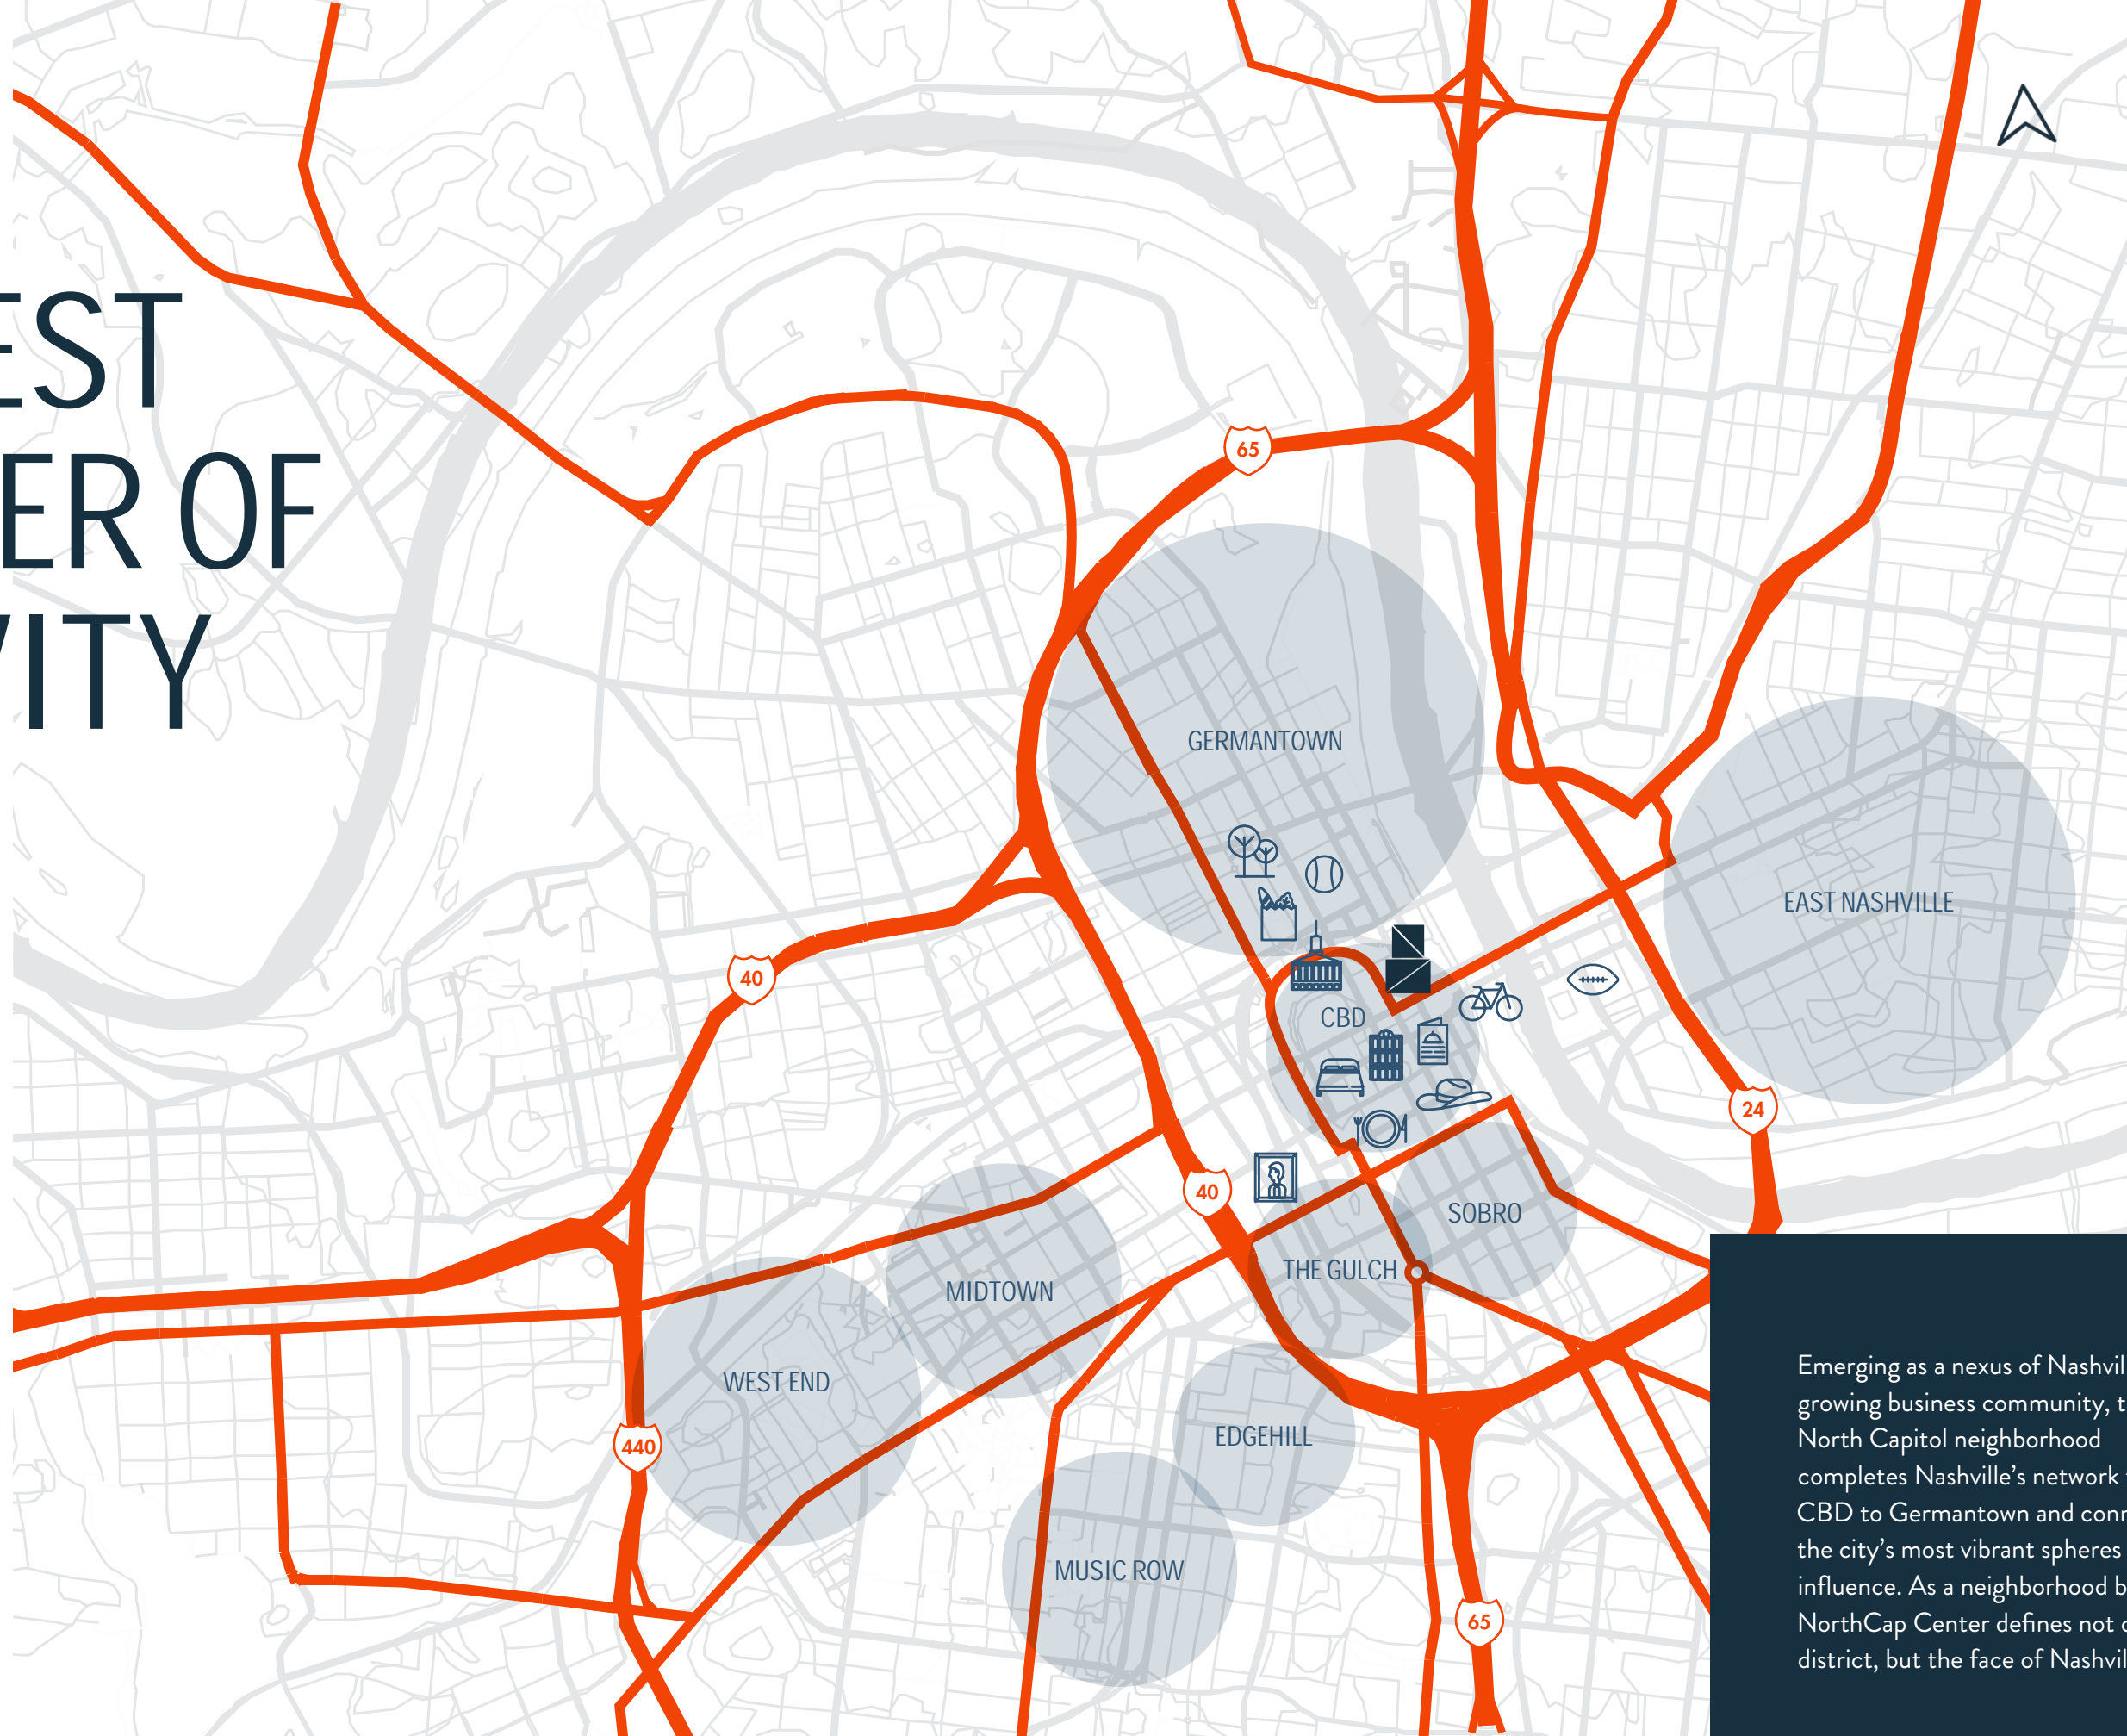 EST
ER OF
VITY
65
GERMANTOWN
EAST NASHVILLE
40
CBD
24
40
SOBRO
THE GULCH
MIDTOWN
WEST END
EDGEHILL
440
MUSIC ROW
65
Emerging as a nexus of Nashvil
growing business community, t
North Capitol neighborhood
completes Nashville's network
CBD to Germantown and conn
the city's most vibrant spheres
influence. As a neighborhood b
NorthCap Center defines not o
district, but the face of Nashvil